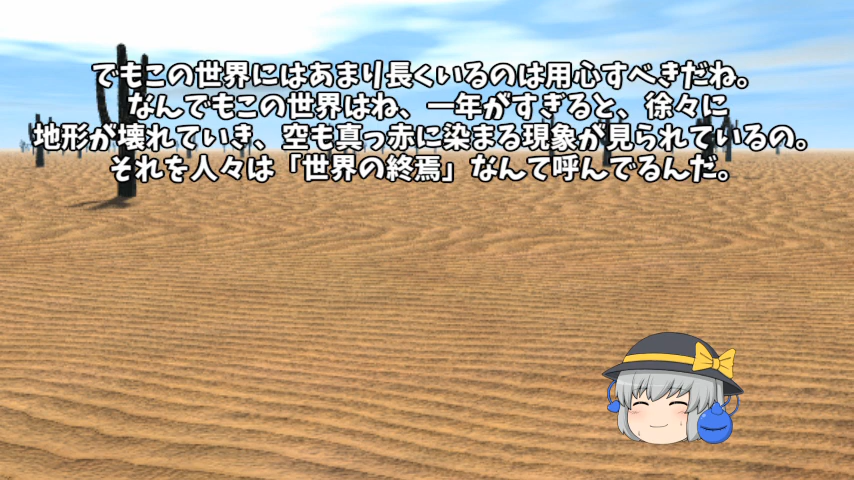 でもこの世界にはあまり長くいるのは用心すべきだね。
なんでもこの世界はね、一年がすぎると、徐々に
地形が壊れていき、空も真っ赤に染まる現象が見られているの。
それを人々は「世界の終焉」なんて呼んでるんだ。